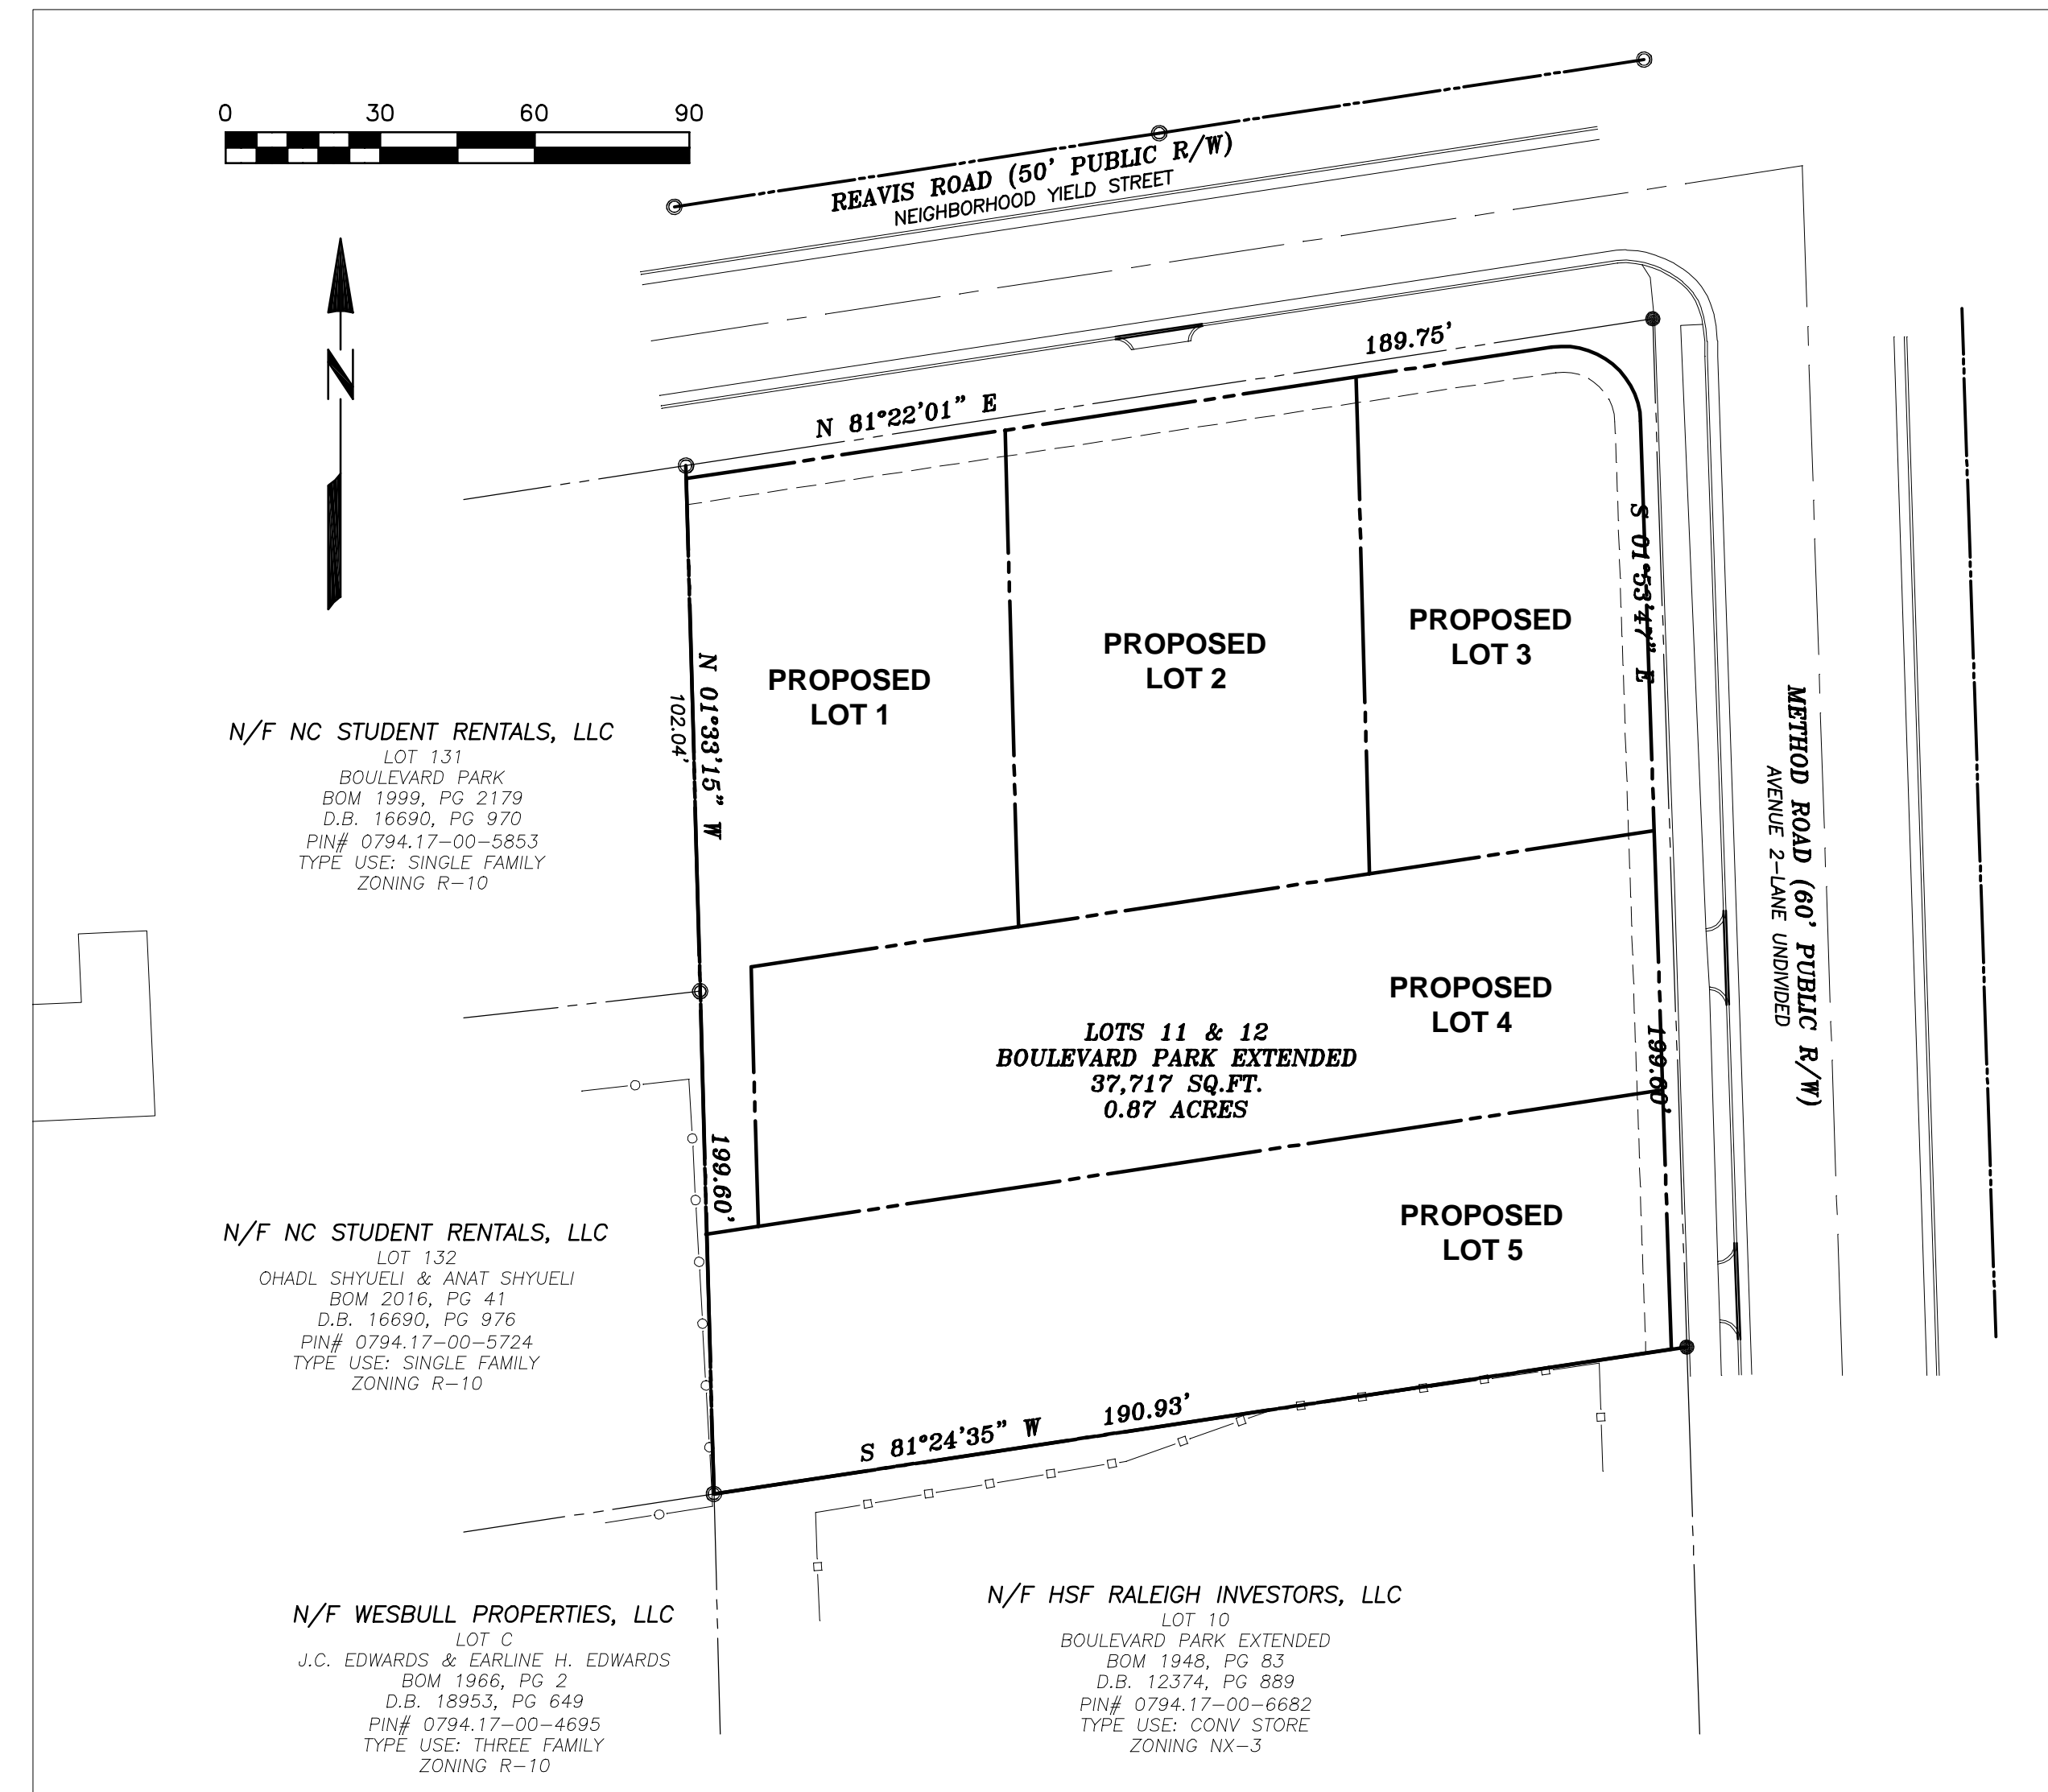 0 30 60 90
REAVIS ROAD (50' PUBLIC R/W)
NEIGHBORHOOD YIELD STREET
N
189.75'
N 81°22'01" E
S 01°53'47" E
PROPOSED
LOT 1
PROPOSED
LOT 2
PROPOSED
LOT 3
N 01°33'15" W
102.04'
METHOD ROAD (60' PUBLIC R/W)
AVENUE 2-LANE UNDIVIDED
N/F NC STUDENT RENTALS, LLC
LOT 131
BOULEVARD PARK
BOM 1999, PG 2179
D.B. 16690, PG 970
PIN# 0794.17-00-5853
TYPE USE: SINGLE FAMILY
ZONING R-10
PROPOSED
LOT 4
LOTS 11 & 12
BOULEVARD PARK EXTENDED
37,717 SQ.FT.
0.87 ACRES
199.60'
199.60'
PROPOSED
LOT 5
N/F NC STUDENT RENTALS, LLC
LOT 132
OHADL SHYUELI & ANAT SHYUELI
BOM 2016, PG 41
D.B. 16690, PG 976
PIN# 0794.17-00-5724
TYPE USE: SINGLE FAMILY
ZONING R-10
S 81°24'35" W 190.93'
N/F WESBULL PROPERTIES, LLC
LOT C
J.C. EDWARDS & EARLINE H. EDWARDS
BOM 1966, PG 2
D.B. 18953, PG 649
PIN# 0794.17-00-4695
TYPE USE: THREE FAMILY
ZONING R-10
N/F HSF RALEIGH INVESTORS, LLC
LOT 10
BOULEVARD PARK EXTENDED
BOM 1948, PG 83
D.B. 12374, PG 889
PIN# 0794.17-00-6682
TYPE USE: CONV STORE
ZONING NX-3